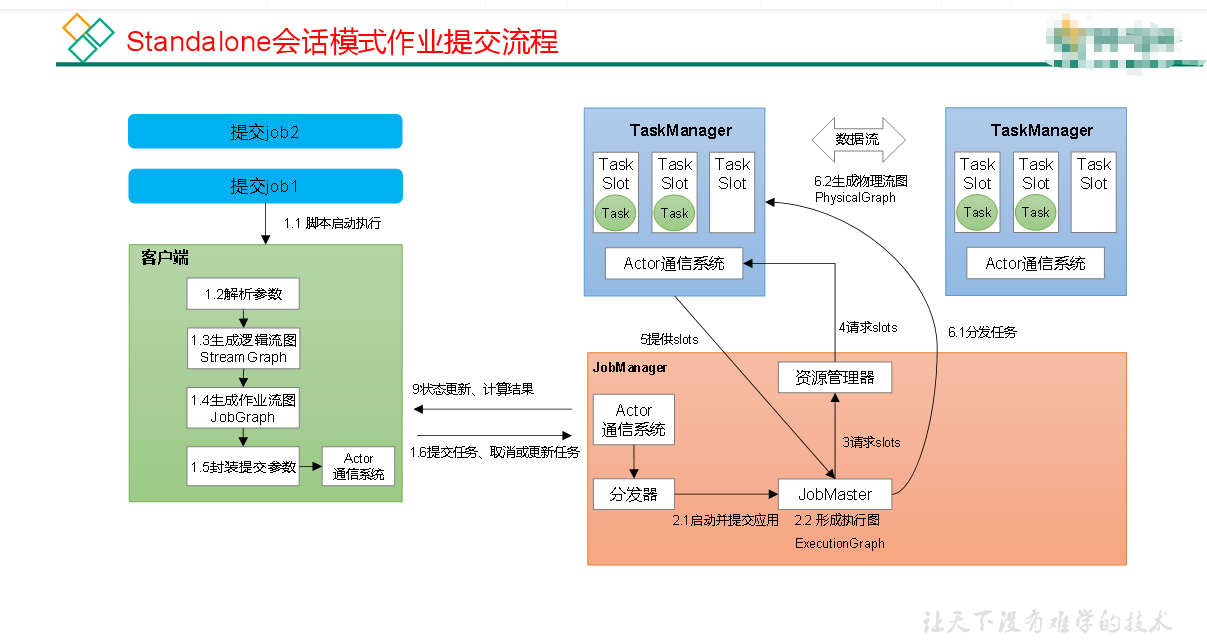 Standalone会话模式作业提交流程
提交job2
提交job1
1.1 脚本启动执行
客户端
1.2解析参数
1.3生成逻辑流图
StreamGraph
1.4生成作业流图
JobGraph
1.5封装提交参数
Actor
通信系统
9状态更新、计算结果
1.6提交任务、取消或更新任务
TaskManager
Task
Slot
Task
Task
Slot
Task
Task
Slot
Actor通信系统
数据流
6.2生成物理流图
PhysicalGraph
TaskManager
Task
Slot
Task
Task
Slot
Task
Task
Slot
Actor通信系统
5提供slots
4请求slots
6.1分发任务
JobManager
资源管理器
Actor
通信系统
3请求slots
分发器
JobMaster
2.1启动并提交应用
2.2 形成执行图
ExecutionGraph
让天下没有难学的技术